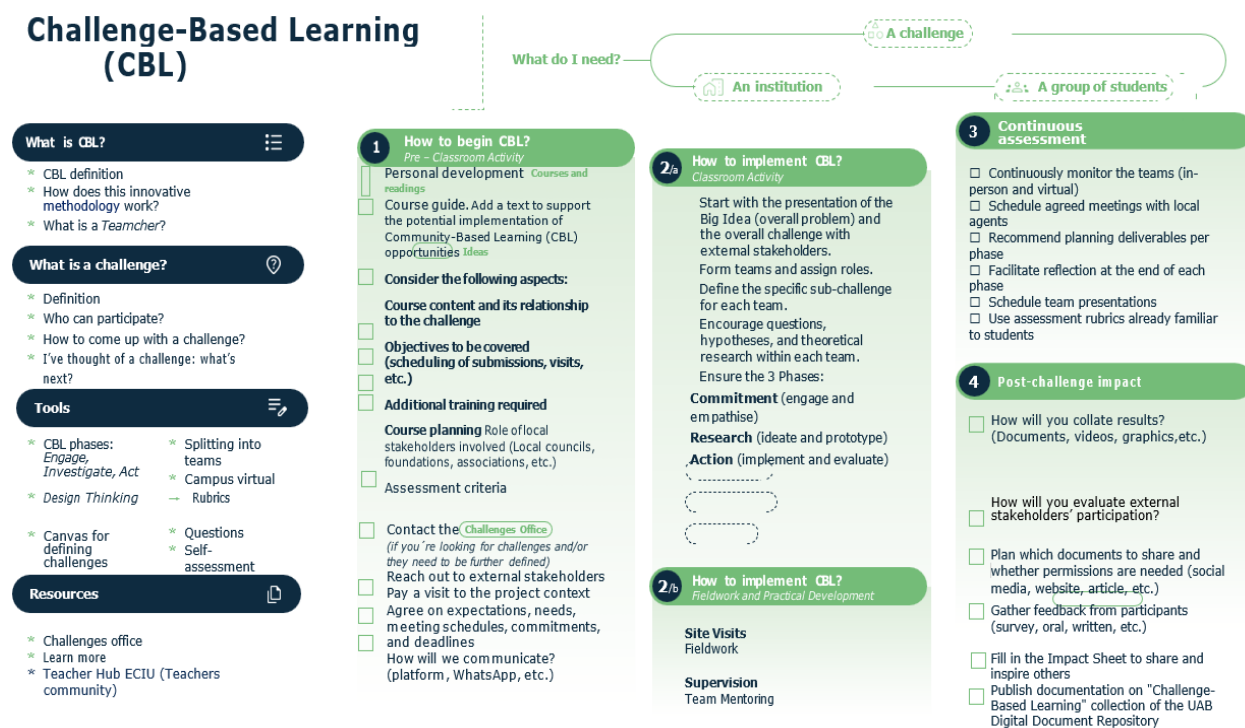 Challenge-Based Learning
(CBL)
What do I need?
A challenge
An institution
A group of students
What is CBL?
* CBL definition
* How does this innovative
methodology work?
* What is a Teamcher?
What is a challenge?
* Definition
* Who can participate?
* How to come up with a challenge?
* I've thought of a challenge: what's
next?
Tools
* CBL phases:
Engage,
Investigate, Act
* Design Thinking
* Canvas for
defining
challenges
* Splitting into
teams
* Campus virtual
→ Rubrics
* Questions
* Self-
assessment
Resources
* Challenges office
* Learn more
* Teacher Hub ECIU (Teachers
community)
1 How to begin CBL?
Pre – Classroom Activity
Personal development Courses and
readings
Course guide. Add a text to support
the potential implementation of
Community-Based Learning (CBL)
opportunities Ideas
Consider the following aspects:
Course content and its relationship
to the challenge
Objectives to be covered
(scheduling of submissions, visits,
etc.)
Additional training required
Course planning Role of local
stakeholders involved (Local councils,
foundations, associations, etc.)
Assessment criteria
Contact the Challenges Office
(if you´re looking for challenges and/or
they need to be further defined)
Reach out to external stakeholders
Pay a visit to the project context
Agree on expectations, needs,
meeting schedules, commitments,
and deadlines
How will we communicate?
(platform, WhatsApp, etc.)
2/a How to implement CBL?
Classroom Activity
Start with the presentation of the
Big Idea (overall problem) and
the overall challenge with
external stakeholders.
Form teams and assign roles.
Define the specific sub-challenge
for each team.
Encourage questions,
hypotheses, and theoretical
research within each team.
Ensure the 3 Phases:
Commitment (engage and
empathise)
Research (ideate and prototype)
Action (implement and evaluate)
2/b How to implement CBL?
Fieldwork and Practical Development
Site Visits
Fieldwork
Supervision
Team Mentoring
3 Continuous
assessment
☐ Continuously monitor the teams (in-
person and virtual)
☐ Schedule agreed meetings with local
agents
☐ Recommend planning deliverables per
phase
☐ Facilitate reflection at the end of each
phase
☐ Schedule team presentations
☐ Use assessment rubrics already familiar
to students
4 Post-challenge impact
How will you collate results?
(Documents, videos, graphics,etc.)
How will you evaluate external
stakeholders' participation?
Plan which documents to share and
whether permissions are needed (social
media, website, article, etc.)
Gather feedback from participants
(survey, oral, written, etc.)
Fill in the Impact Sheet to share and
inspire others
Publish documentation on "Challenge-
Based Learning" collection of the UAB
Digital Document Repository